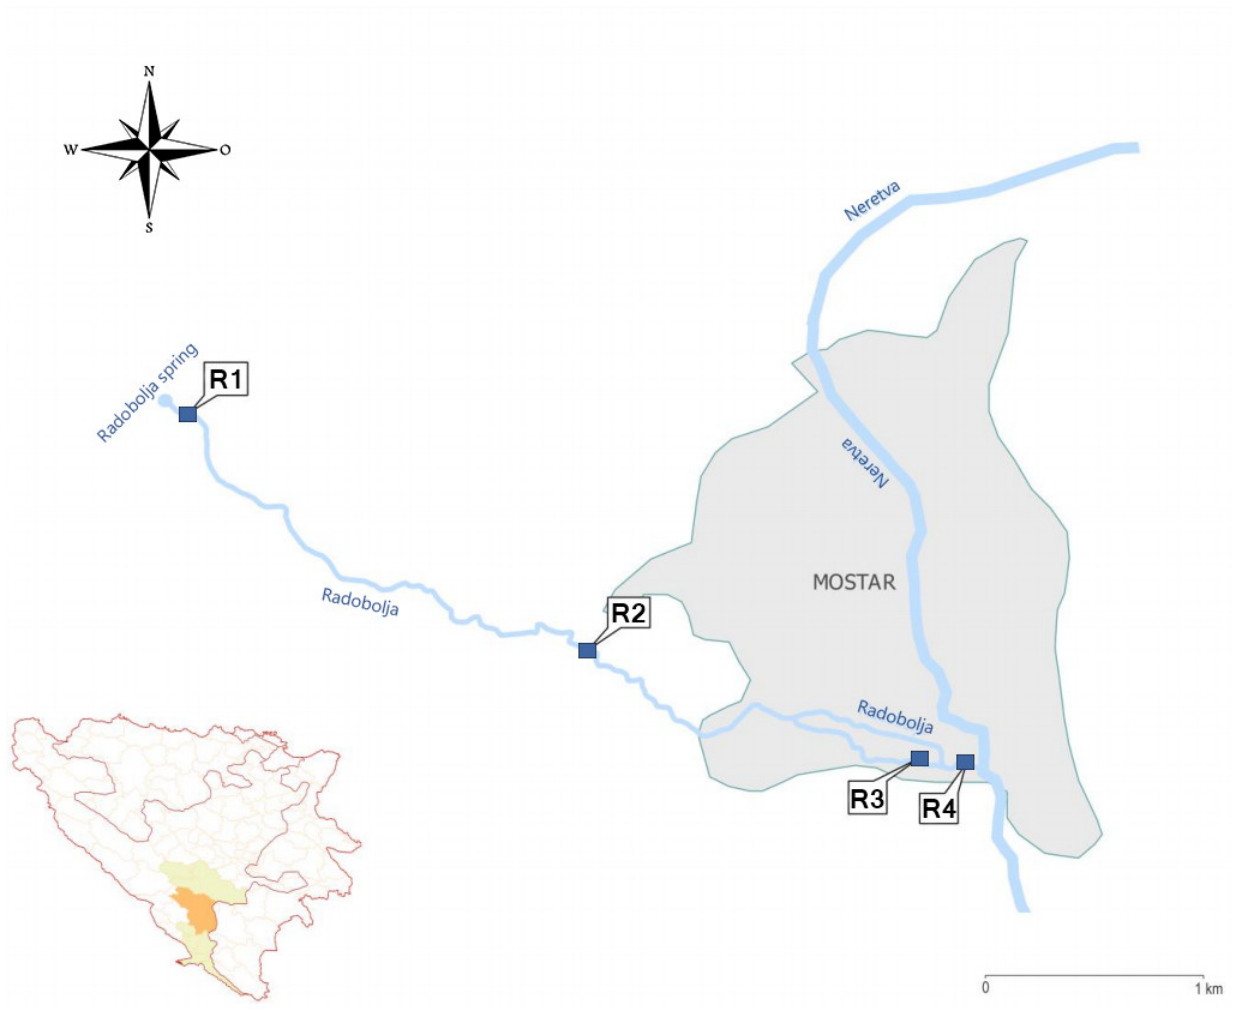 N
W
O
S
Neretva
Radobolja spring
R1
Neretva
MOSTAR
Radobolja
R2
Radobolja
R3
R4
0
1 km